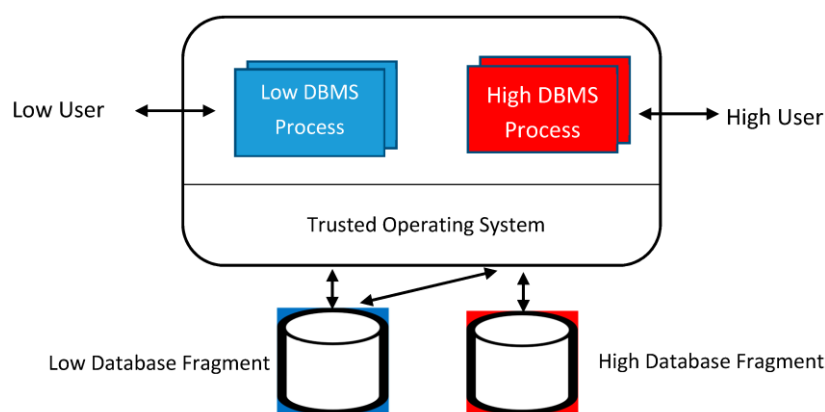 Low User
Low DBMS
Process
High DBMS
Process
High User
Trusted Operating System
Low Database Fragment
High Database Fragment